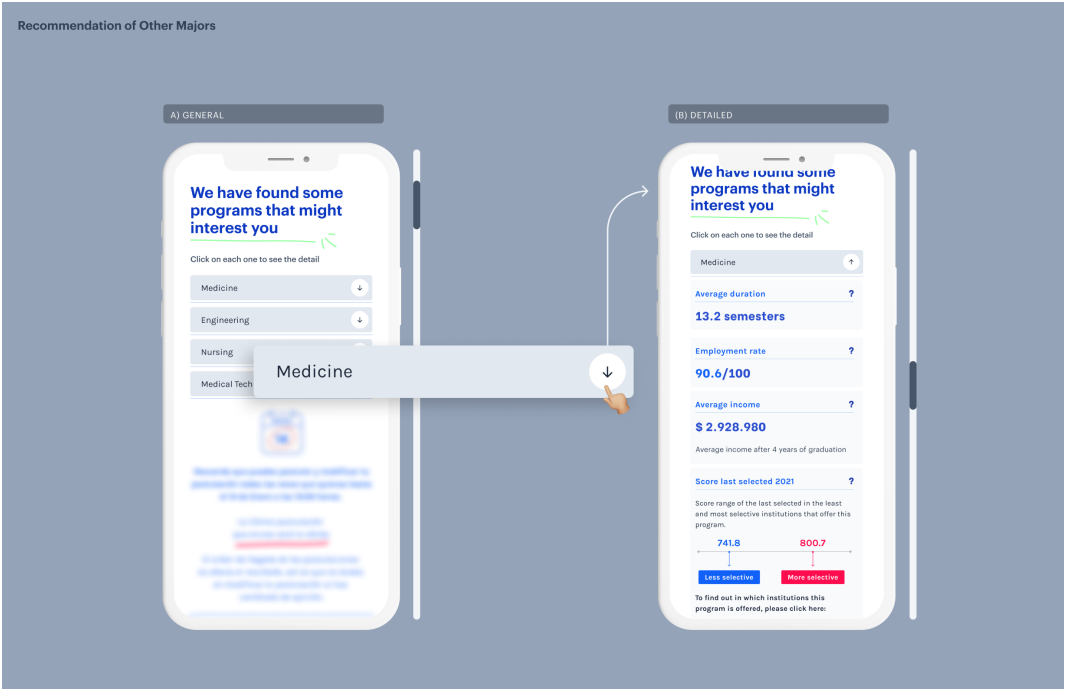 Recommendation of Other Majors
A) GENERAL
We have found some
programs that might
interest you
Click on each one to see the detail
Medicine
Engineering
Nursing
Medical Tech
Medicine
(B) DETAILED
We have found some
programs that might
interest you
Click on each one to see the detail
Medicine
Average duration ?
13.2 semesters
Employment rate ?
90.6/100
Average income ?
$ 2.928.980
Average income after 4 years of graduation
Score last selected 2021 ?
Score range of the last selected in the least
and most selective institutions that offer this
program.
741.8 800.7
Less selective More selective
To find out in which institutions this
program is offered, please click here: